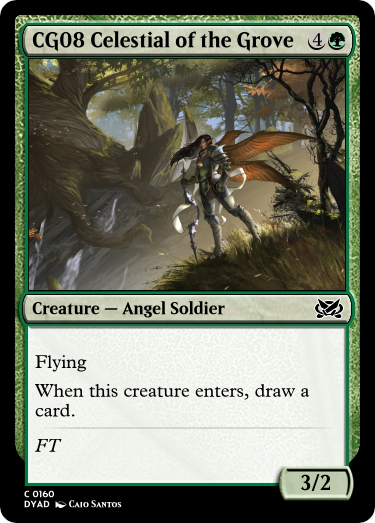 CG08 Celestial of the Grove 4
Creature — Angel Soldier
Flying
When this creature enters, draw a
card.
FT
3/2
C 0160
DYAD Caio Santos